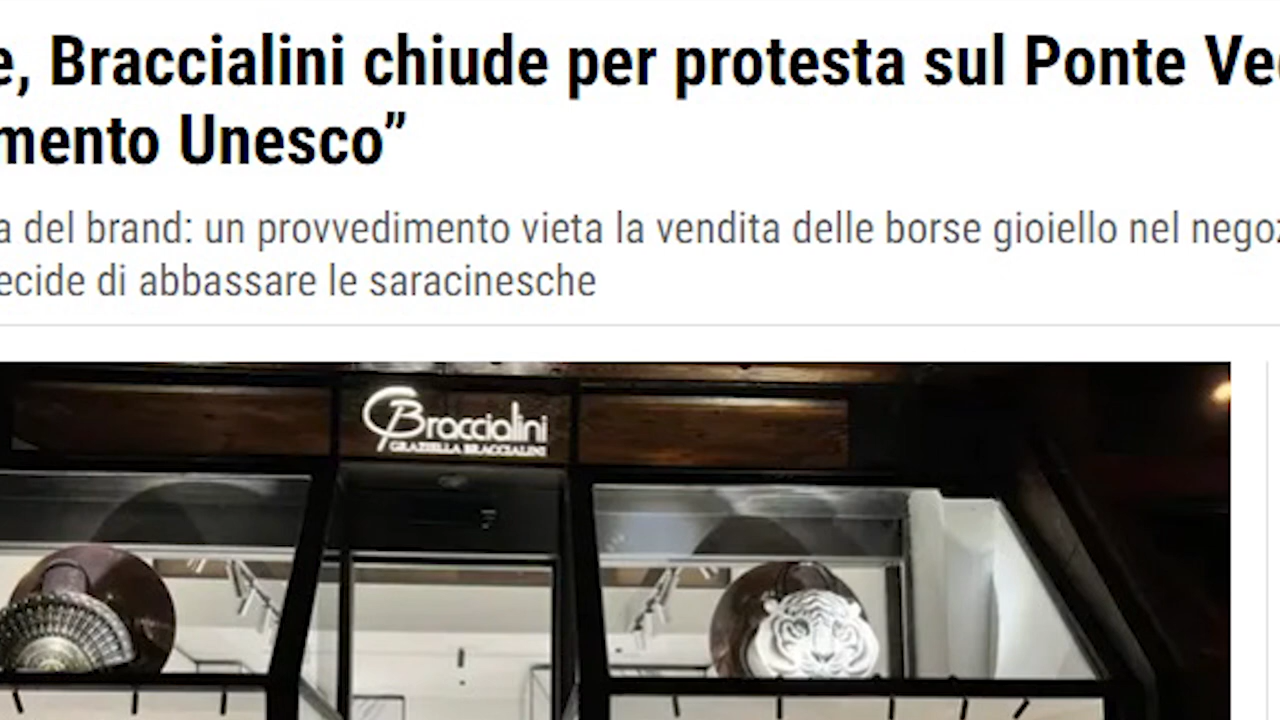 e, Braccialini chiude per protesta sul Ponte Ve
mento Unesco”
a del brand: un provvedimento vieta la vendita delle borse gioiello nel nego
ecide di abbassare le saracinesche
Braccialini
GRAZIELLA BRACCIALINI